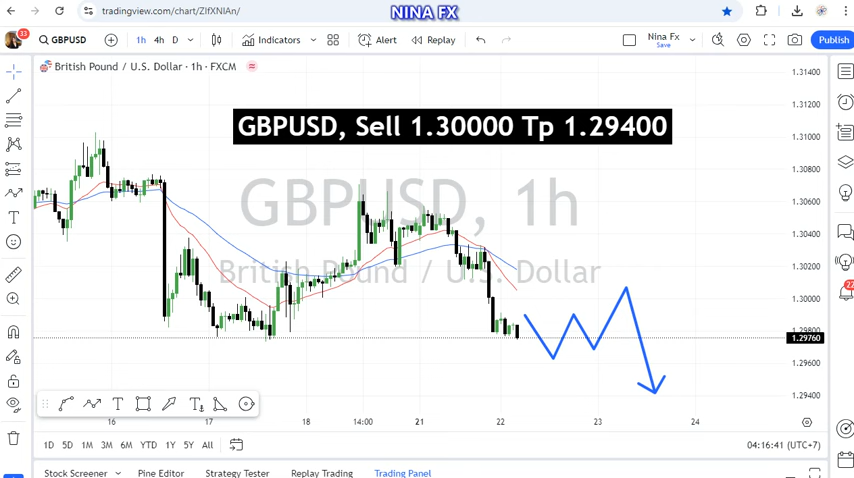 NINA FX
tradingview.com/chart/ZIfXNIAn/
33
GBPUSD
1h
4h
D
Indicators
Alert
Replay
Nina Fx
Save
Publish
British Pound / U.S. Dollar · 1h · FXCM
GBPUSD, Sell 1.30000 Tp 1.29400
GBPUSD, 1h
British Pound / U.S. Dollar
1.31400
1.31200
1.31000
1.30800
1.30600
1.30400
1.30200
1.30000
1.29800
1.29760
1.29600
1.29400
16
17
18
14:00
21
22
23
24
1D 5D 1M 3M 6M YTD 1Y 5Y All
04:16:41 (UTC+7)
Stock Screener
Pine Editor
Strategy Tester
Replay Trading
Trading Panel